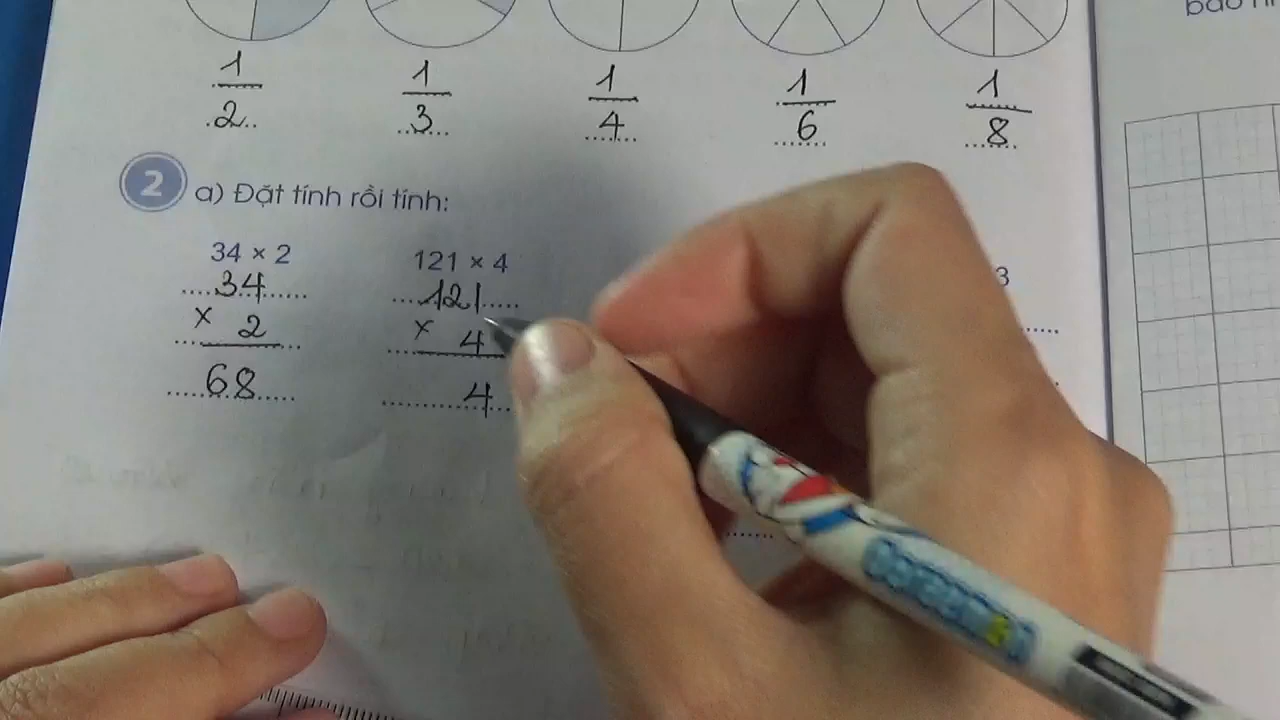 1 1 1 1 1
2 3 4 6 8
2 a) Đặt tính rồi tính:
34 × 2 121 × 4 3
34 121
× 2 × 4
68 4